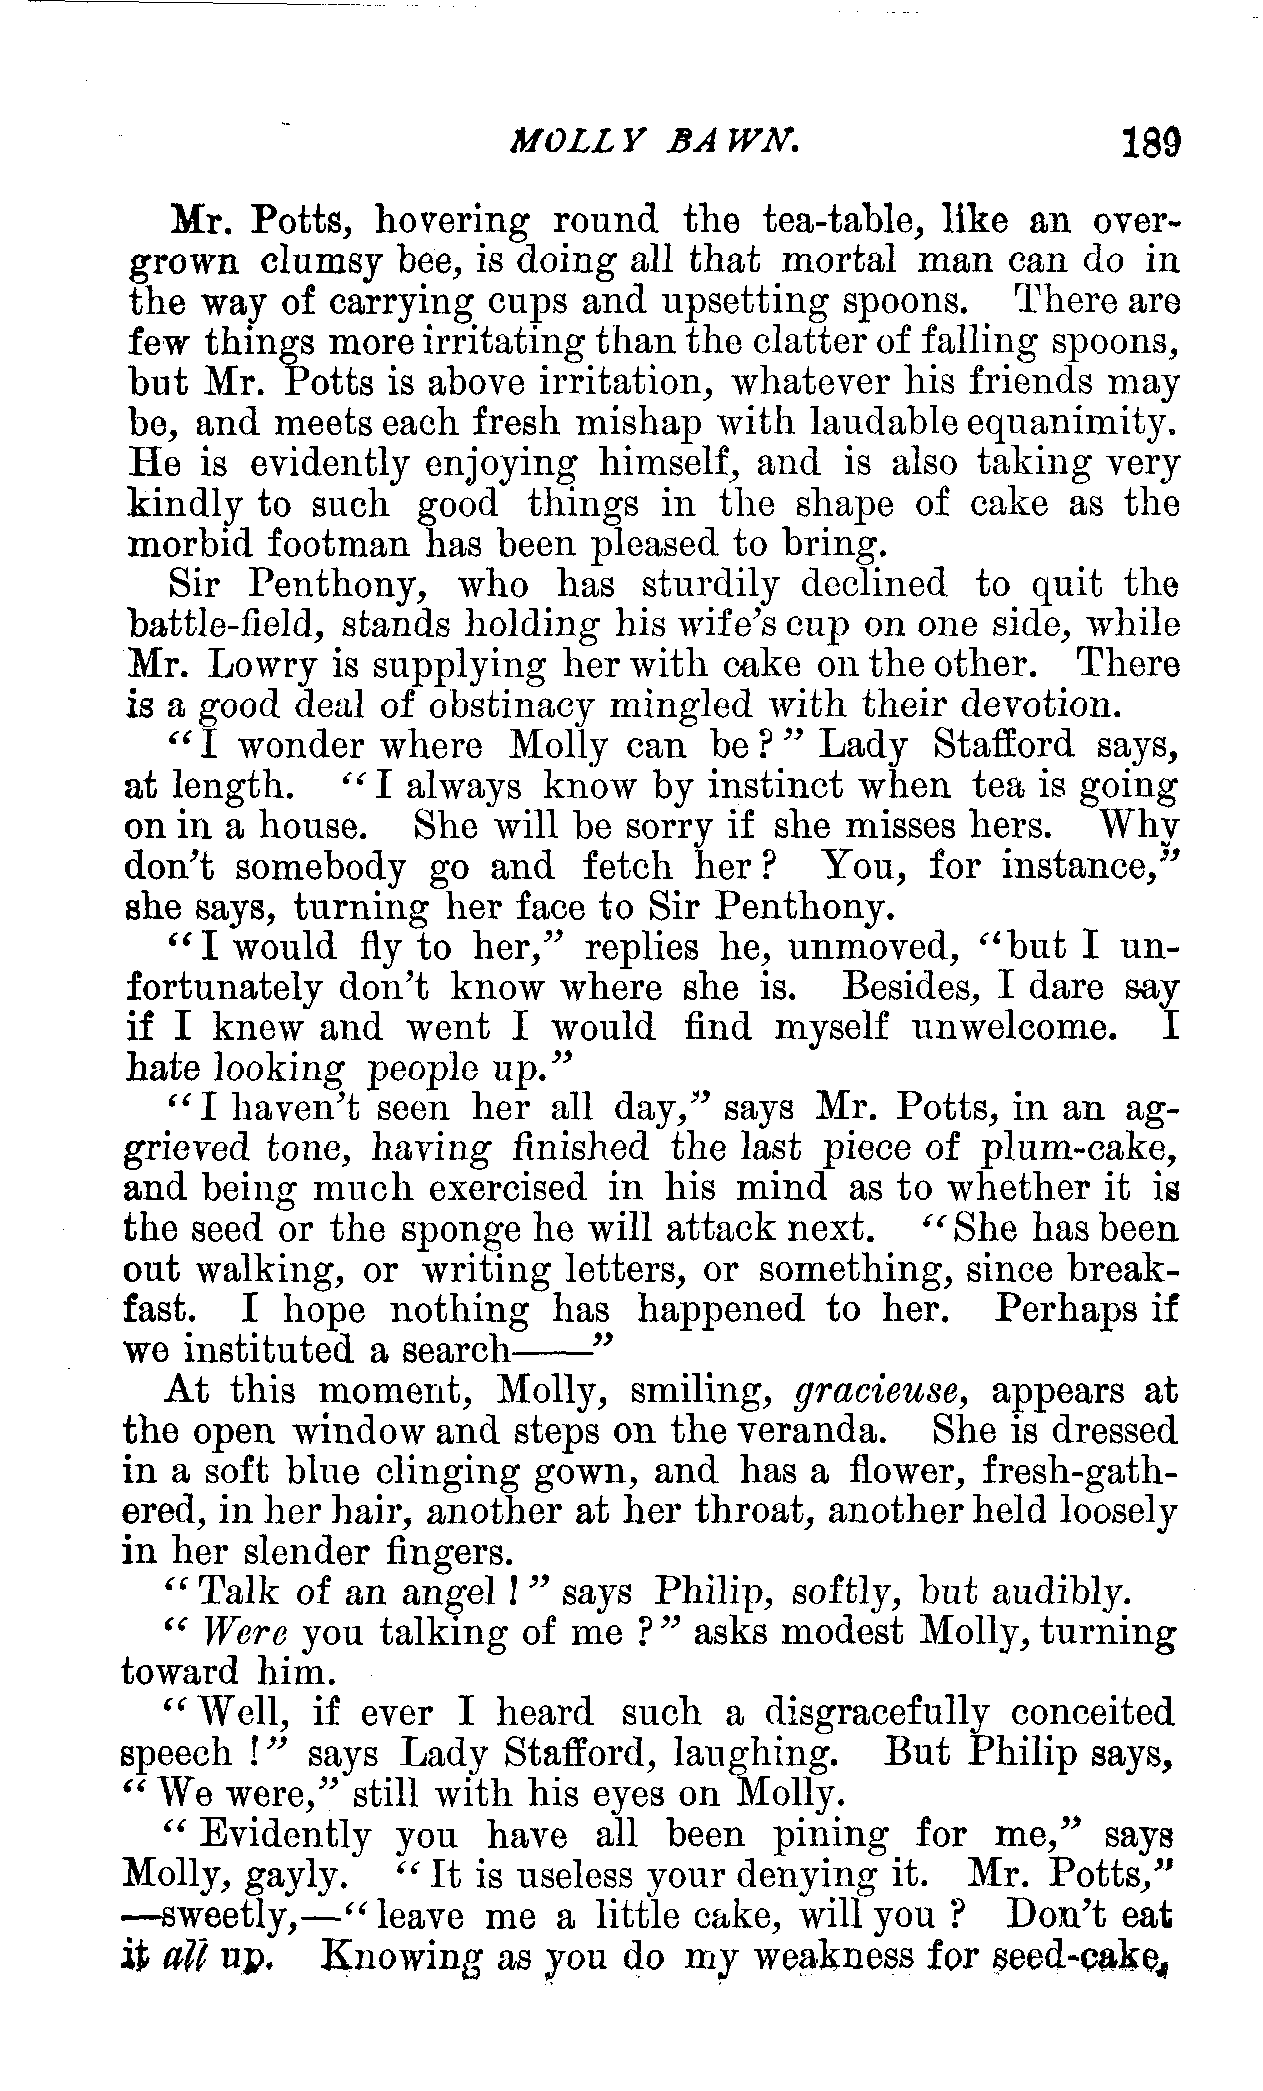 MOLLY BAWN. 189
Mr. Potts, hovering round the tea-table, like an over-
grown clumsy bee, is doing all that mortal man can do in
the way of carrying cups and upsetting spoons. There are
few things more irritating than the clatter of falling spoons,
but Mr. Potts is above irritation, whatever his friends may
be, and meets each fresh mishap with laudable equanimity.
He is evidently enjoying himself, and is also taking very
kindly to such good things in the shape of cake as the
morbid footman has been pleased to bring.
Sir Penthony, who has sturdily declined to quit the
battle-field, stands holding his wife's cup on one side, while
Mr. Lowry is supplying her with cake on the other. There
is a good deal of obstinacy mingled with their devotion.
"I wonder where Molly can be?" Lady Stafford says,
at length. "I always know by instinct when tea is going
on in a house. She will be sorry if she misses hers. Why
don't somebody go and fetch her? You, for instance,"
she says, turning her face to Sir Penthony.
"I would fly to her," replies he, unmoved, "but I un-
fortunately don't know where she is. Besides, I dare say
if I knew and went I would find myself unwelcome. I
hate looking people up."
"I haven't seen her all day," says Mr. Potts, in an ag-
grieved tone, having finished the last piece of plum-cake,
and being much exercised in his mind as to whether it is
the seed or the sponge he will attack next. "She has been
out walking, or writing letters, or something, since break-
fast. I hope nothing has happened to her. Perhaps if
we instituted a search——"
At this moment, Molly, smiling, gracieuse, appears at
the open window and steps on the veranda. She is dressed
in a soft blue clinging gown, and has a flower, fresh-gath-
ered, in her hair, another at her throat, another held loosely
in her slender fingers.
"Talk of an angel!" says Philip, softly, but audibly.
"Were you talking of me?" asks modest Molly, turning
toward him.
"Well, if ever I heard such a disgracefully conceited
speech!" says Lady Stafford, laughing. But Philip says,
"We were," still with his eyes on Molly.
"Evidently you have all been pining for me," says
Molly, gayly. "It is useless your denying it. Mr. Potts,"
—sweetly,—"leave me a little cake, will you? Don't eat
it all up. Knowing as you do my weakness for seed-cake,